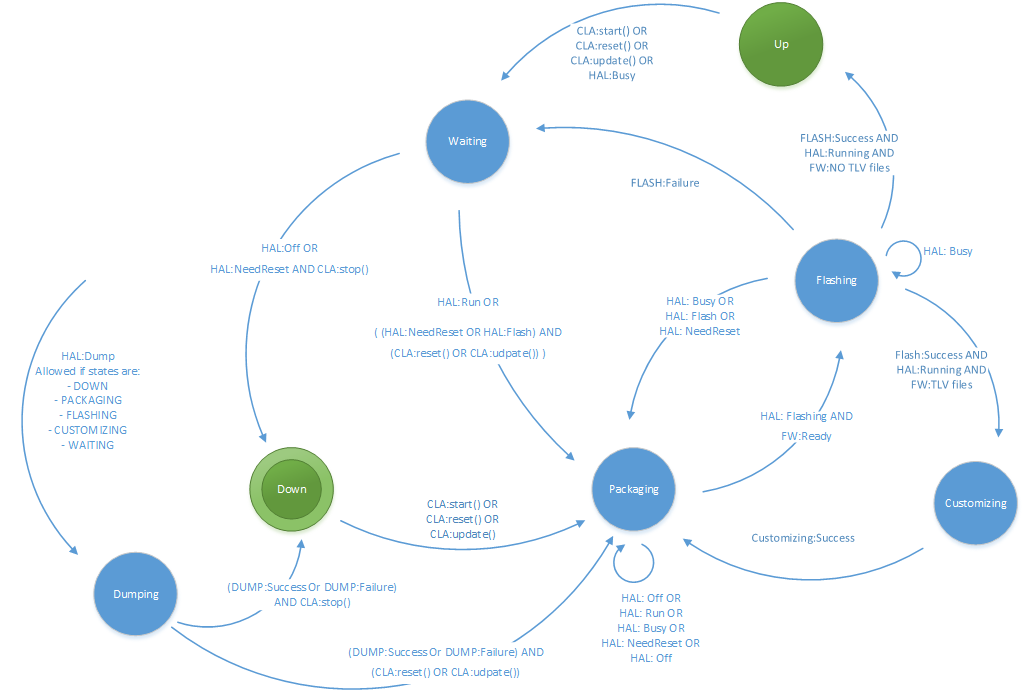 Up
CLA:start() OR
CLA:reset() OR
CLA:update() OR
HAL:Busy
Waiting
FLASH:Success AND
HAL:Running AND
FW:NO TLV files
FLASH:Failure
HAL:Off OR
HAL:NeedReset AND CLA:stop()
HAL: Busy
Flashing
HAL:Run OR
( (HAL:NeedReset OR HAL:Flash) AND
(CLA:reset() OR CLA:udpate()) )
HAL: Busy OR
HAL: Flash OR
HAL: NeedReset
HAL:Dump
Allowed if states are:
- DOWN
- PACKAGING
- FLASHING
- CUSTOMIZING
- WAITING
Flash:Success AND
HAL:Running AND
FW:TLV files
HAL: Flashing AND
FW:Ready
Down
CLA:start() OR
CLA:reset() OR
CLA:update()
Packaging
Customizing
Customizing:Success
Dumping
(DUMP:Success Or DUMP:Failure)
AND CLA:stop()
HAL: Off OR
HAL: Run OR
HAL: Busy OR
HAL: NeedReset OR
HAL: Off
(DUMP:Success Or DUMP:Failure) AND
(CLA:reset() OR CLA:udpate())